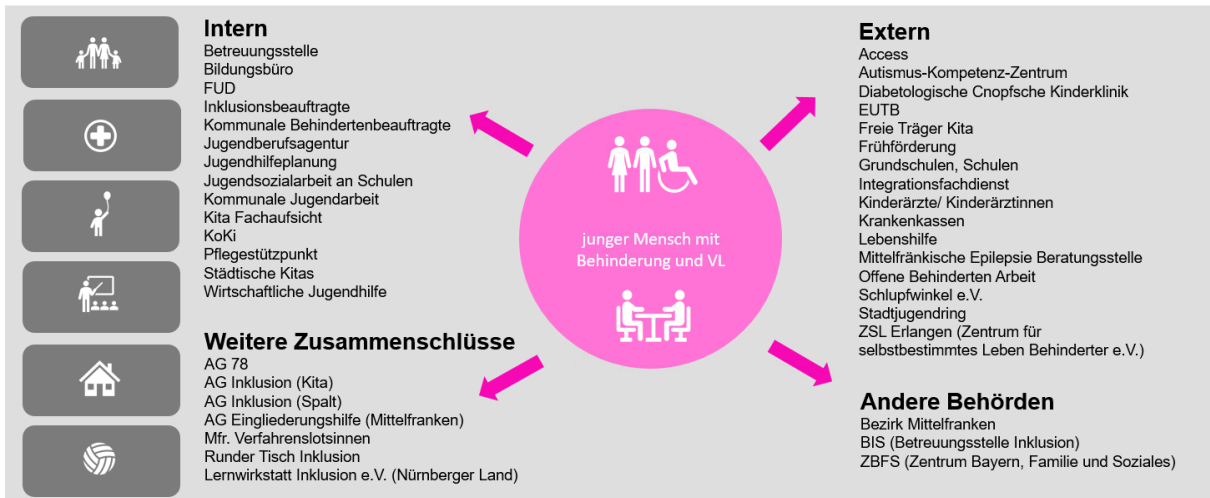 Intern
Betreuungsstelle
Bildungsbüro
FUD
Inklusionsbeauftragte
Kommunale Behindertenbeauftragte
Jugendberufsagentur
Jugendhilfeplanung
Jugendsozialarbeit an Schulen
Kommunale Jugendarbeit
Kita Fachaufsicht
KoKi
Pflegestützpunkt
Städtische Kitas
Wirtschaftliche Jugendhilfe
Weitere Zusammenschlüsse
AG 78
AG Inklusion (Kita)
AG Inklusion (Spalt)
AG Eingliederungshilfe (Mittelfranken)
Mfr. Verfahrenslotsinnen
Runder Tisch Inklusion
Lernwirkstatt Inklusion e.V. (Nürnberger Land)
junger Mensch mit
Behinderung und VL
Extern
Access
Autismus-Kompetenz-Zentrum
Diabetologische Cnopfsche Kinderklinik
EUTB
Freie Träger Kita
Frühförderung
Grundschulen, Schulen
Integrationsfachdienst
Kinderärzte/ Kinderärztinnen
Krankenkassen
Lebenshilfe
Mittelfränkische Epilepsie Beratungsstelle
Offene Behinderten Arbeit
Schlupfwinkel e.V.
Stadtjugendring
ZSL Erlangen (Zentrum für
selbstbestimmtes Leben Behinderter e.V.)
Andere Behörden
Bezirk Mittelfranken
BIS (Betreuungsstelle Inklusion)
ZBFS (Zentrum Bayern, Familie und Soziales)